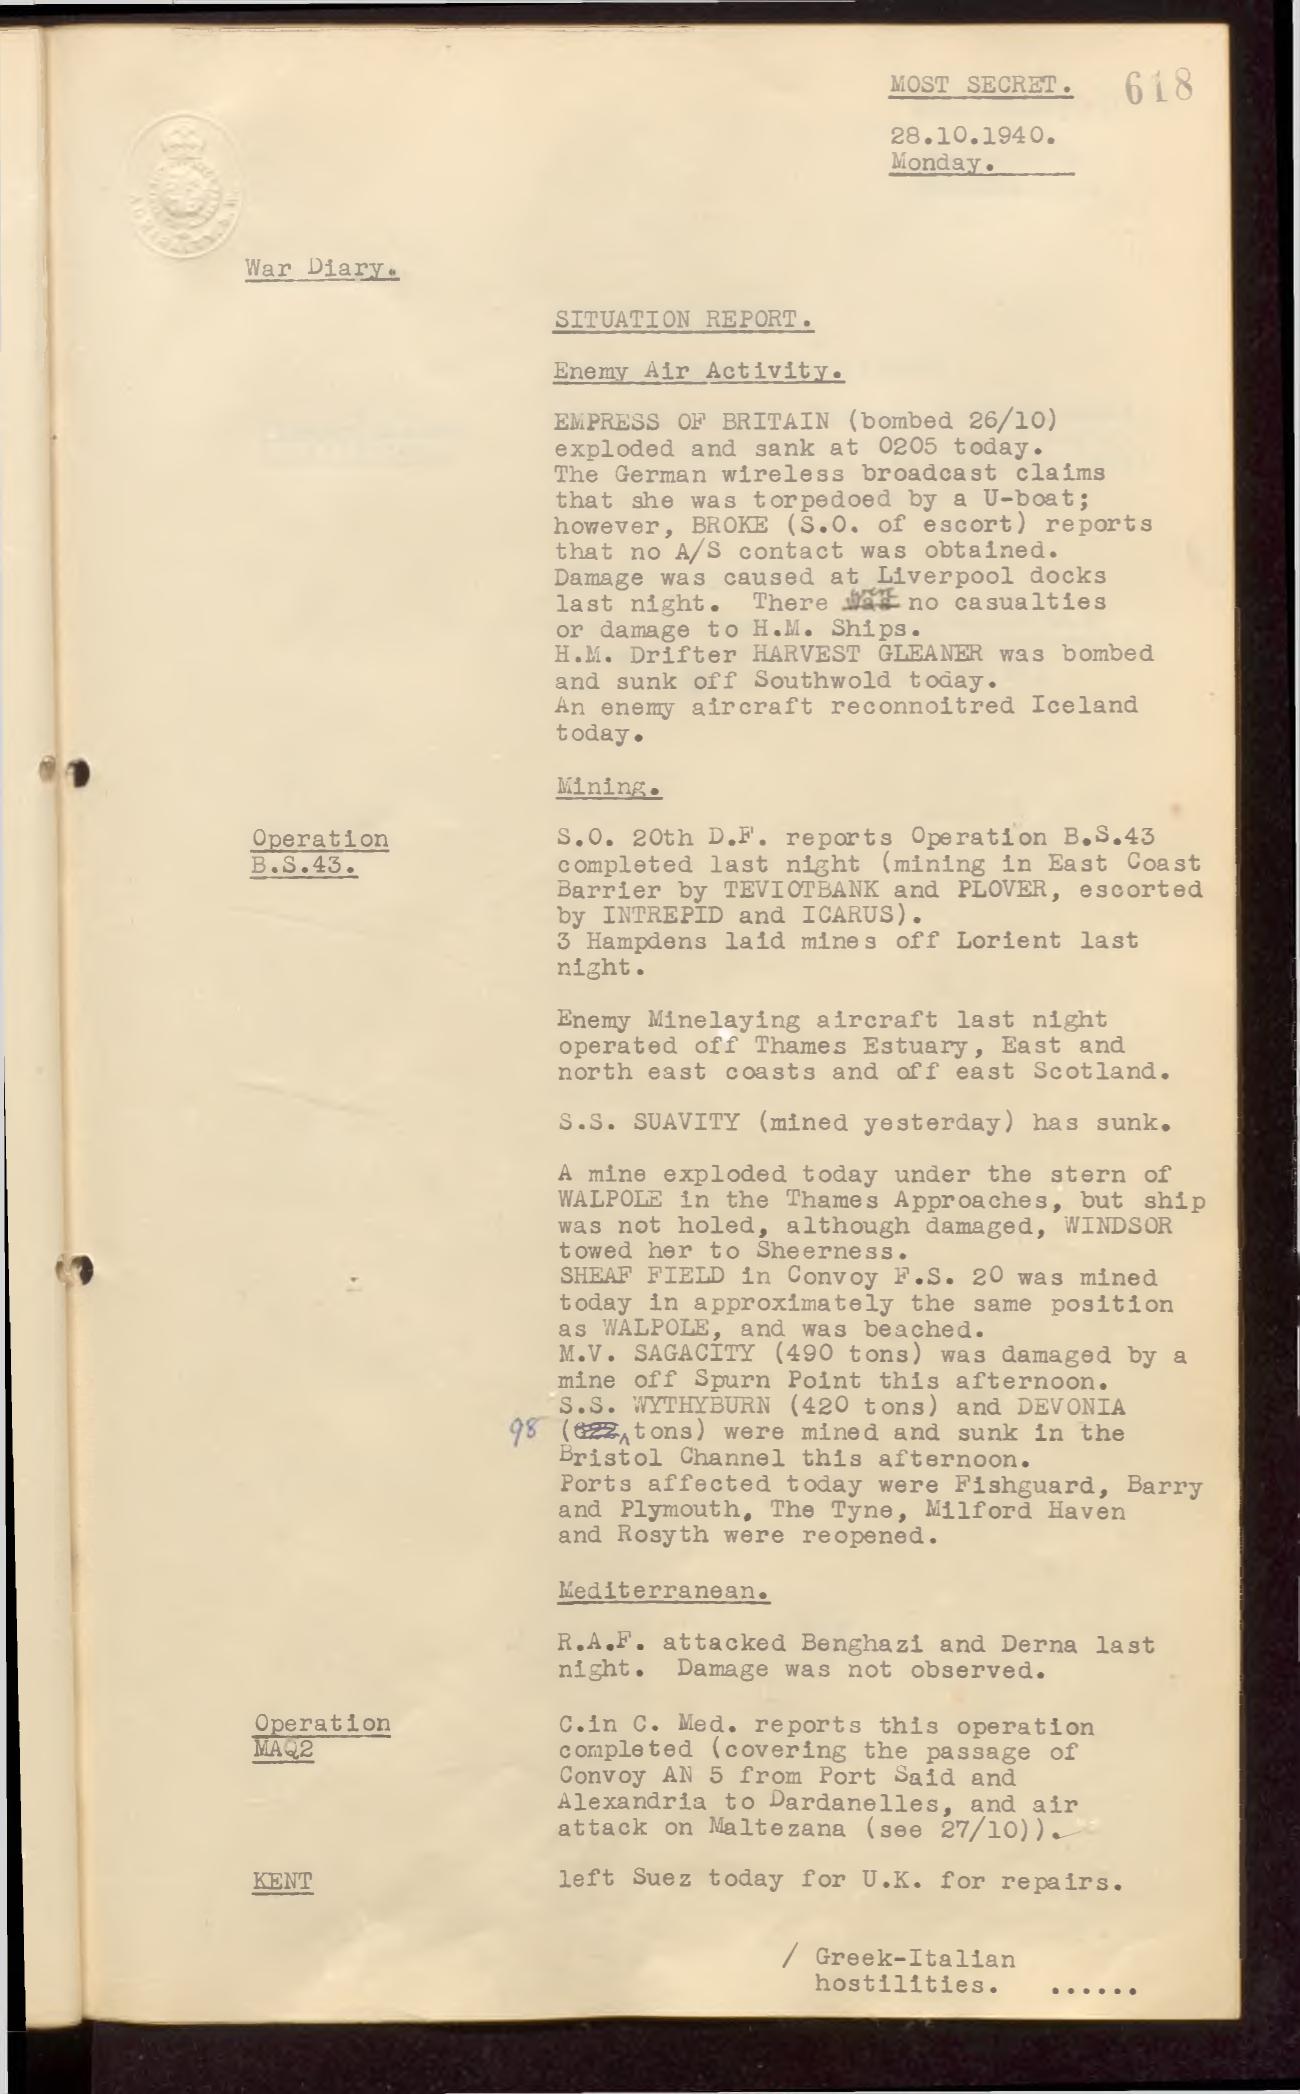 MOST SECRET. 618
28.10.1940.
Monday.
War Diary.
SITUATION REPORT.
Enemy Air Activity.
EMPRESS OF BRITAIN (bombed 26/10)
exploded and sank at 0205 today.
The German wireless broadcast claims
that she was torpedoed by a U-boat;
however, BROKE (S.O. of escort) reports
that no A/S contact was obtained.
Damage was caused at Liverpool docks
last night. There were no casualties
or damage to H.M. Ships.
H.M. Drifter HARVEST GLEANER was bombed
and sunk off Southwold today.
An enemy aircraft reconnoitred Iceland
today.
Mining.
Operation
B.S.43.
S.O. 20th D.F. reports Operation B.S.43
completed last night (mining in East Coast
Barrier by TEVIOTBANK and PLOVER, escorted
by INTREPID and ICARUS).
3 Hampdens laid mines off Lorient last
night.
Enemy Minelaying aircraft last night
operated off Thames Estuary, East and
north east coasts and off east Scotland.
S.S. SUAVITY (mined yesterday) has sunk.
A mine exploded today under the stern of
WALPOLE in the Thames Approaches, but ship
was not holed, although damaged, WINDSOR
towed her to Sheerness.
SHEAF FIELD in Convoy F.S. 20 was mined
today in approximately the same position
as WALPOLE, and was beached.
M.V. SAGACITY (490 tons) was damaged by a
mine off Spurn Point this afternoon.
S.S. WYTHYBURN (420 tons) and DEVONIA
98 (622 tons) were mined and sunk in the
Bristol Channel this afternoon.
Ports affected today were Fishguard, Barry
and Plymouth, The Tyne, Milford Haven
and Rosyth were reopened.
Mediterranean.
R.A.F. attacked Benghazi and Derna last
night. Damage was not observed.
Operation
MAQ2
C.in C. Med. reports this operation
completed (covering the passage of
Convoy AN 5 from Port Said and
Alexandria to Dardanelles, and air
attack on Maltezana (see 27/10)).
KENT left Suez today for U.K. for repairs.
/ Greek-Italian
hostilities. ......